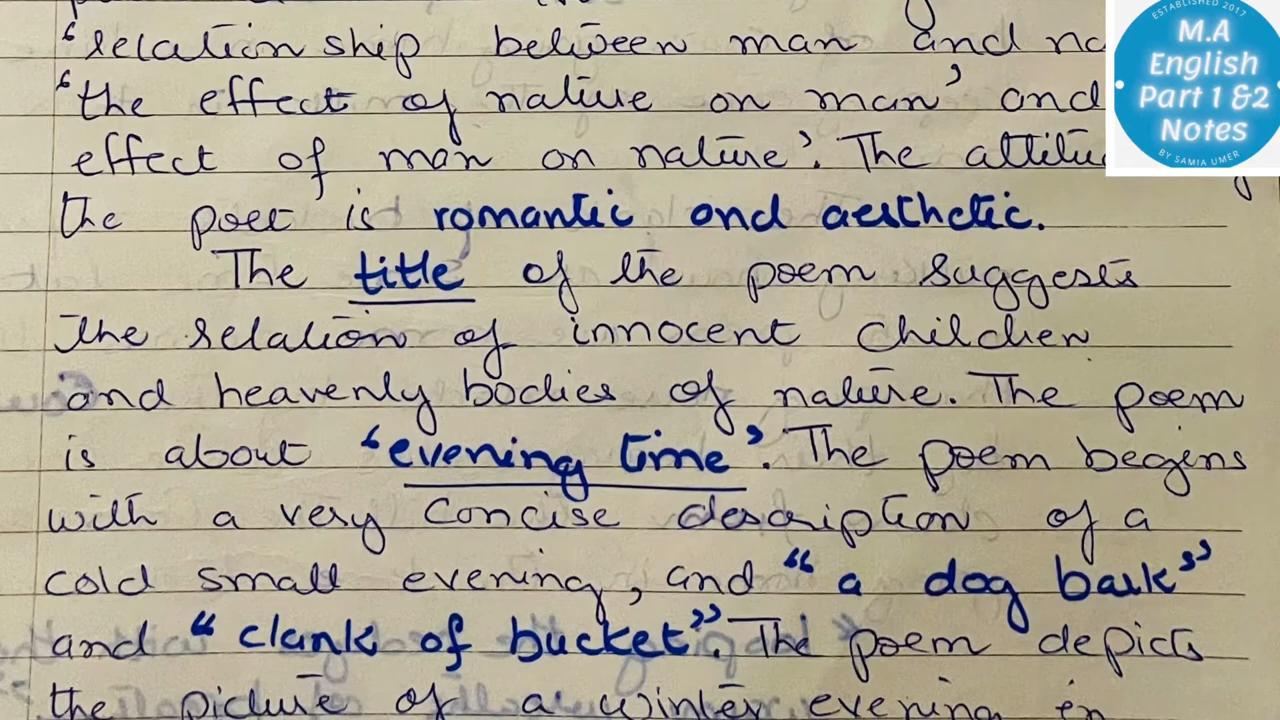 'relation ship between man and na
'the effect of nature on man' and
effect of man on nature'. The attitu
the poet is romantic and aesthetic.
The title of the poem suggests
the relation of innocent children
and heavenly bodies of nature. The poem
is about 'evening time'. The poem begins
with a very concise description of a
cold small evening, and "a dog bark"
and "clank of bucket". The poem depicts
the picture of a winter evening in
ESTABLISHED 2017
M.A
English
Part 1 &2
Notes
BY SAMIA UMER